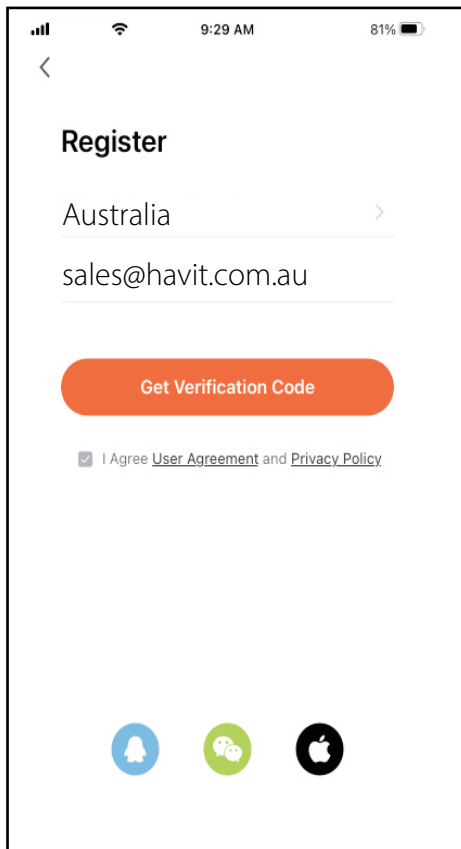 9:29 AM 81%
Register
Australia
sales@havit.com.au
Get Verification Code
I Agree User Agreement and Privacy Policy